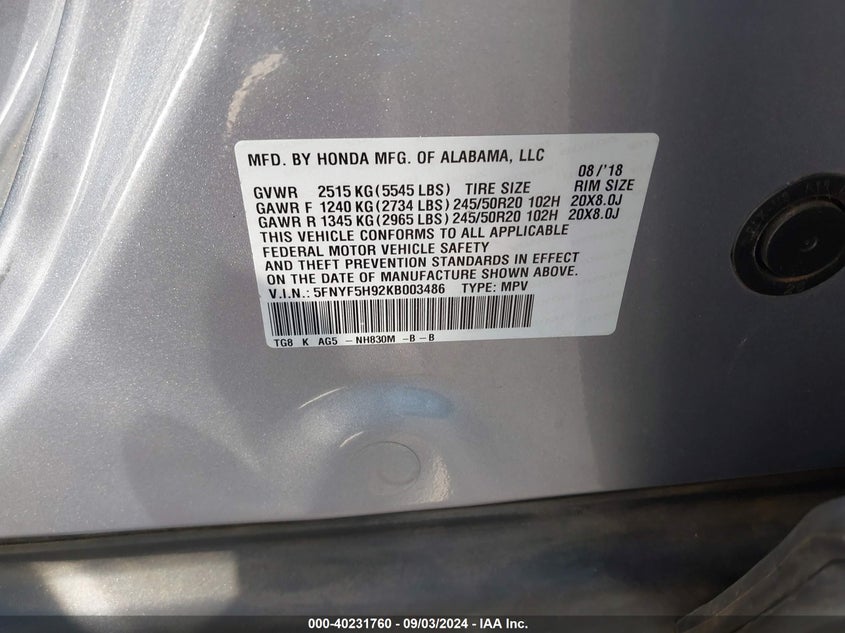 MFD. BY HONDA MFG. OF ALABAMA, LLC
08/'18
GVWR 2515 KG(5545 LBS) TIRE SIZE RIM SIZE
GAWR F 1240 KG(2734 LBS) 245/50R20 102H 20X8.0J
GAWR R 1345 KG(2965 LBS) 245/50R20 102H 20X8.0J
THIS VEHICLE CONFORMS TO ALL APPLICABLE
FEDERAL MOTOR VEHICLE SAFETY
AND THEFT PREVENTION STANDARDS IN EFFECT
ON THE DATE OF MANUFACTURE SHOWN ABOVE.
V.I.N.: 5FNYF5H92KB003486 TYPE: MPV
TG8 K AG5 -NH830M -B-B
000-40231760 - 09/03/2024 - IAA Inc.